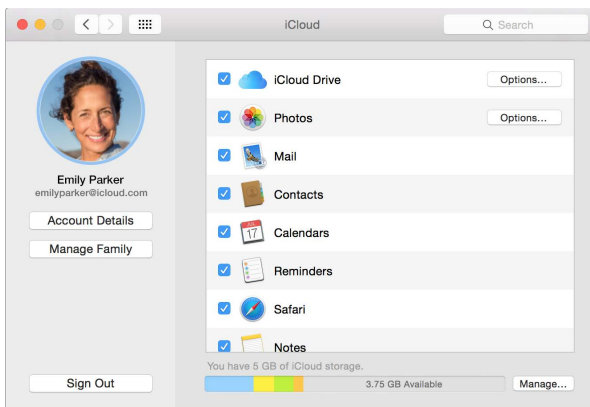 iCloud
Search
Emily Parker
emilyparker@icloud.com
Account Details
Manage Family
Sign Out
iCloud Drive
Options...
Photos
Options...
Mail
Contacts
JUL
17
Calendars
Reminders
Safari
Notes
You have 5 GB of iCloud storage.
3.75 GB Available
Manage...